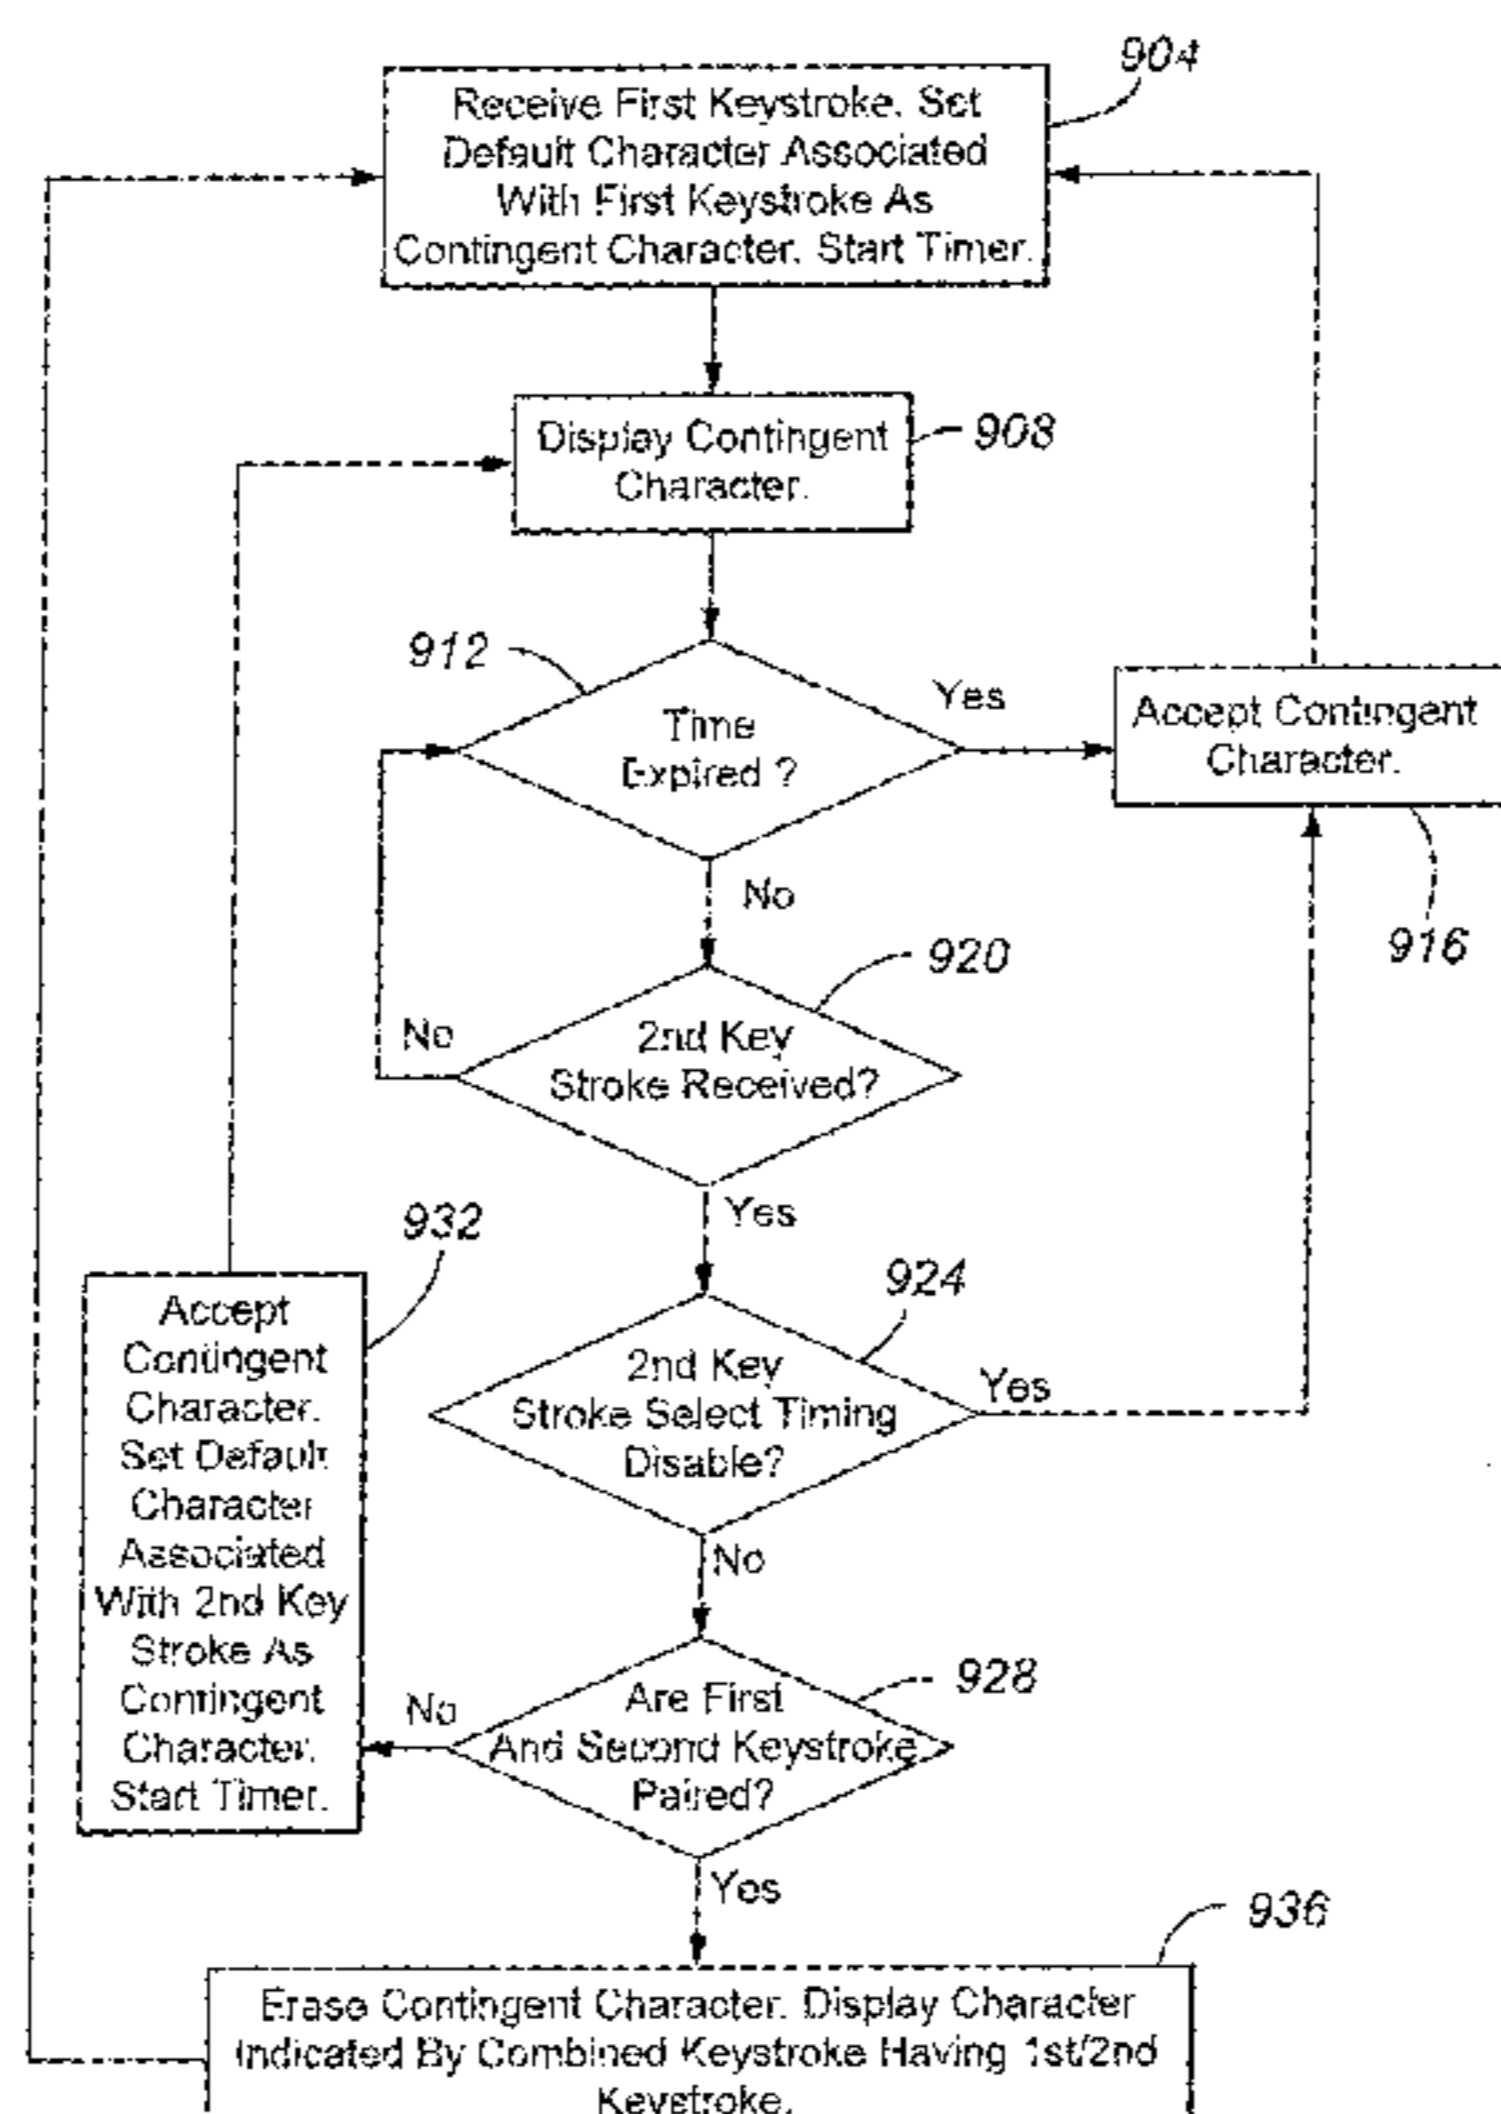 904
Receive First Keystroke. Set
Default Character Associated
With First Keystroke As
Contingent Character. Start Timer.
Display Contingent
Character.
908
912
Time
Expired ?
Yes
Accept Contingent
Character.
916
No
920
2nd Key
Stroke Received?
No
Yes
932
924
2nd Key
Stroke Select Timing
Disable?
Yes
Accept
Contingent
Character.
Set Default
Character
Associated
With 2nd Key
Stroke As
Contingent
Character.
Start Timer.
No
928
Are First
And Second Keystroke
Paired?
No
Yes
936
Erase Contingent Character. Display Character
Indicated By Combined Keystroke Having 1st/2nd
Keystroke.